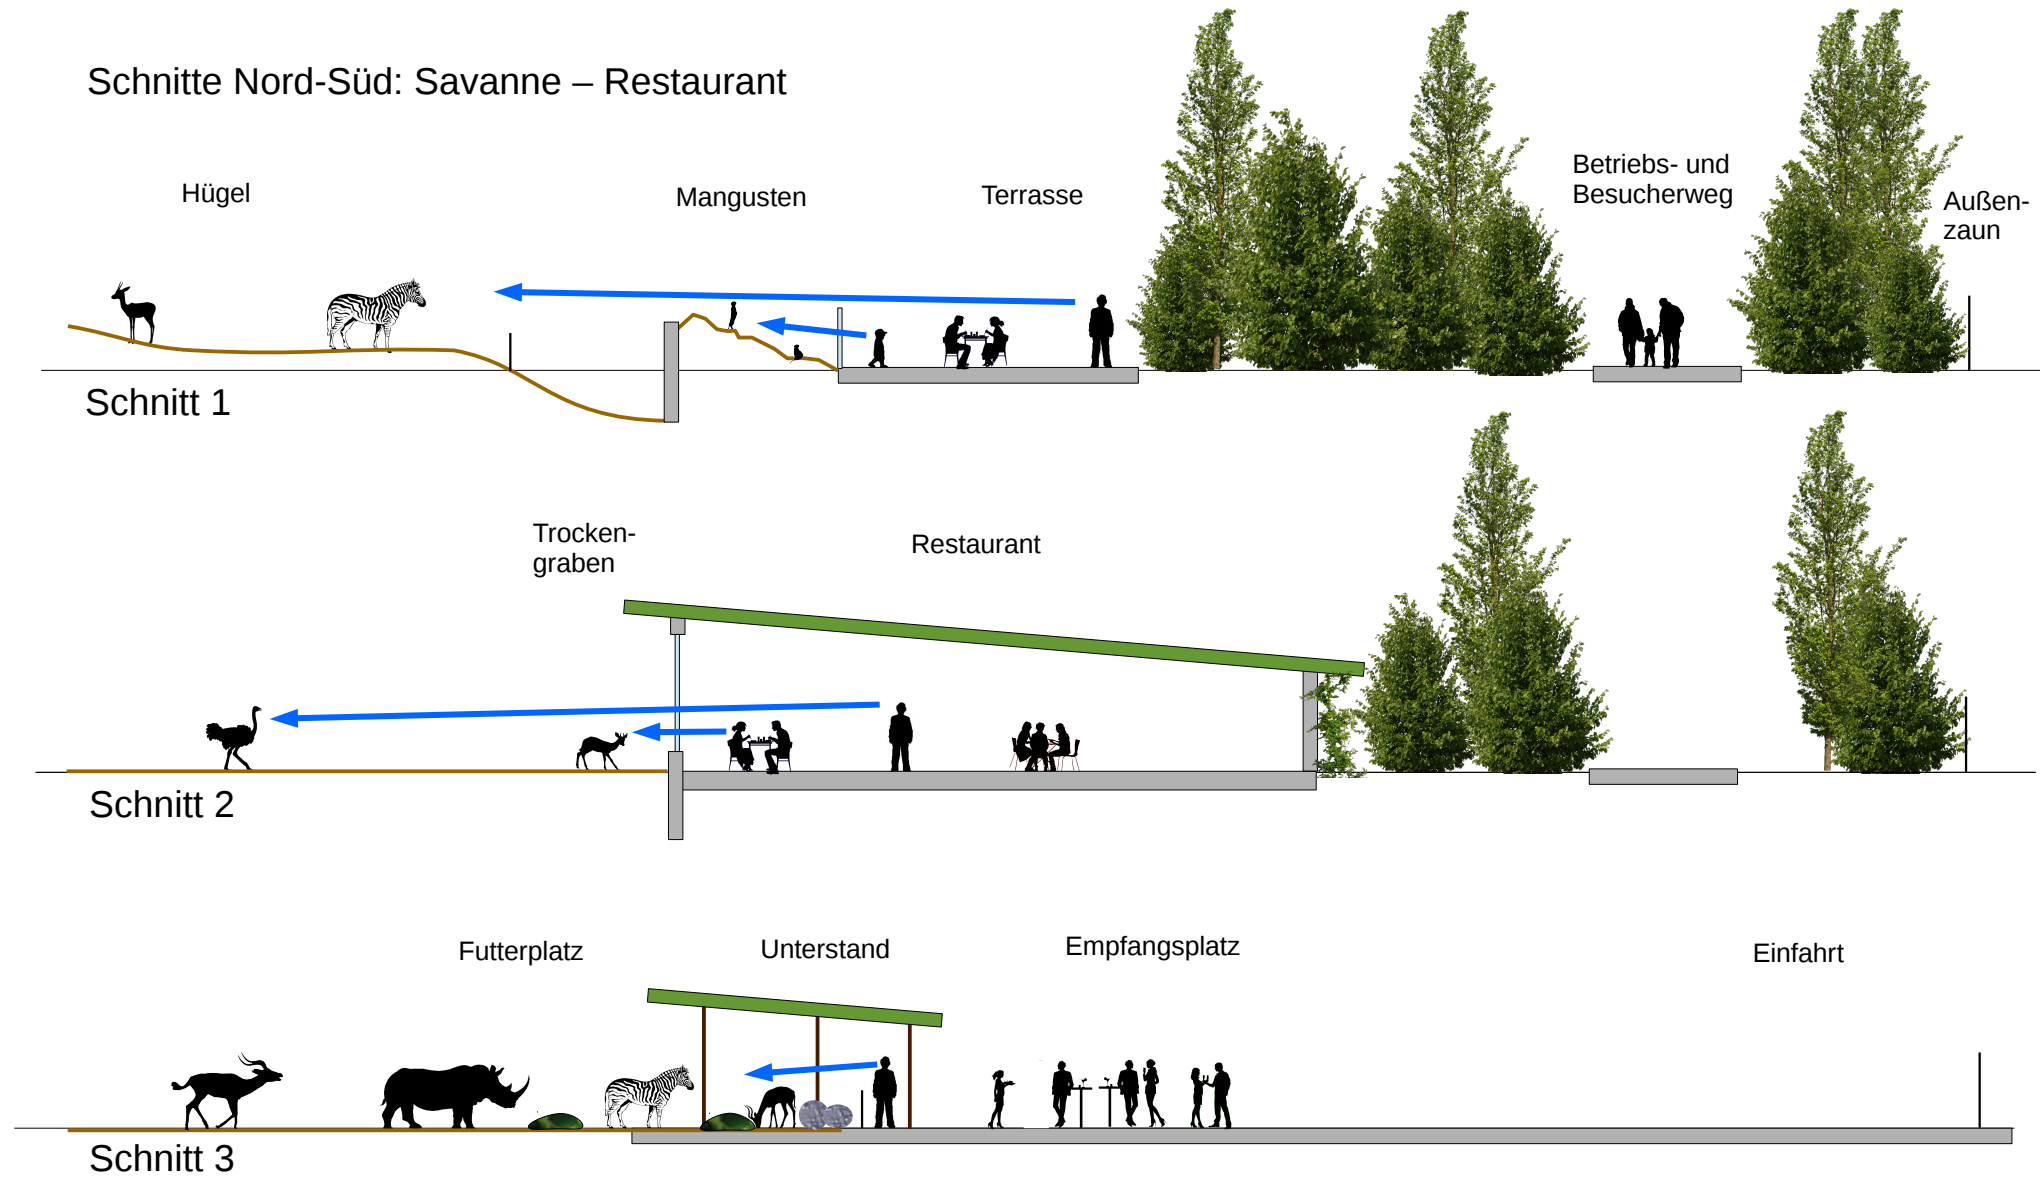 Schnitte Nord-Süd: Savanne – Restaurant
Hügel
Mangusten
Terrasse
Betriebs- und
Besucherweg
Außen-
zaun
Schnitt 1
Trocken-
graben
Restaurant
Schnitt 2
Futterplatz
Unterstand
Empfangsplatz
Einfahrt
Schnitt 3